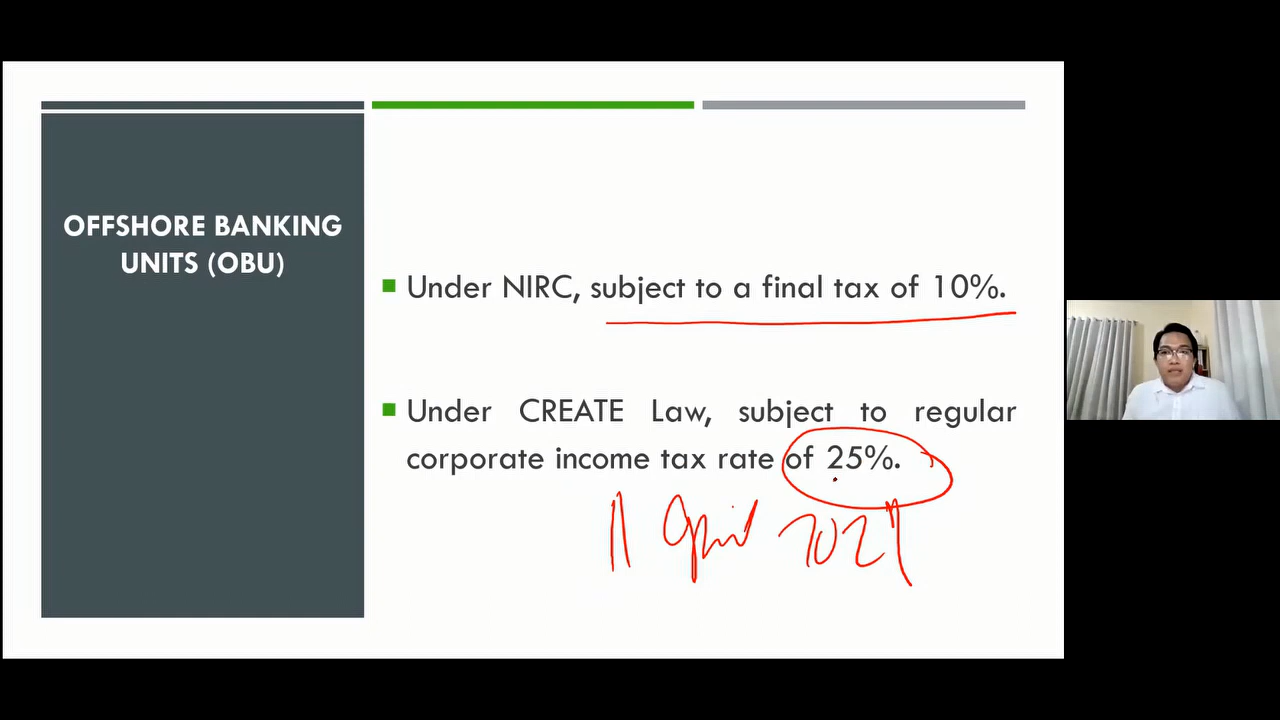 OFFSHORE BANKING
UNITS (OBU)
Under NIRC, subject to a final tax of 10%.
Under CREATE Law, subject to regular
corporate income tax rate of 25%.
11 April 2021